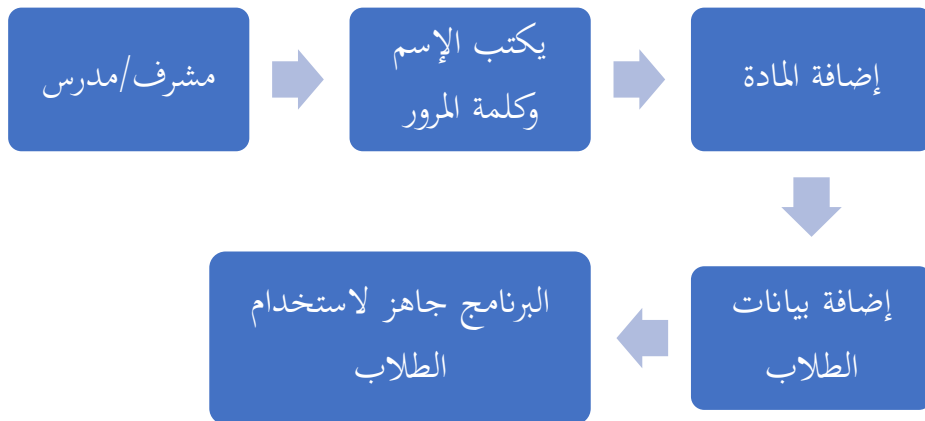 مشرف/مدرس
يكتب الإسم
وكلمة المرور
إضافة المادة
إضافة بيانات
الطلاب
البرنامج جاهز لاستخدام
الطلاب